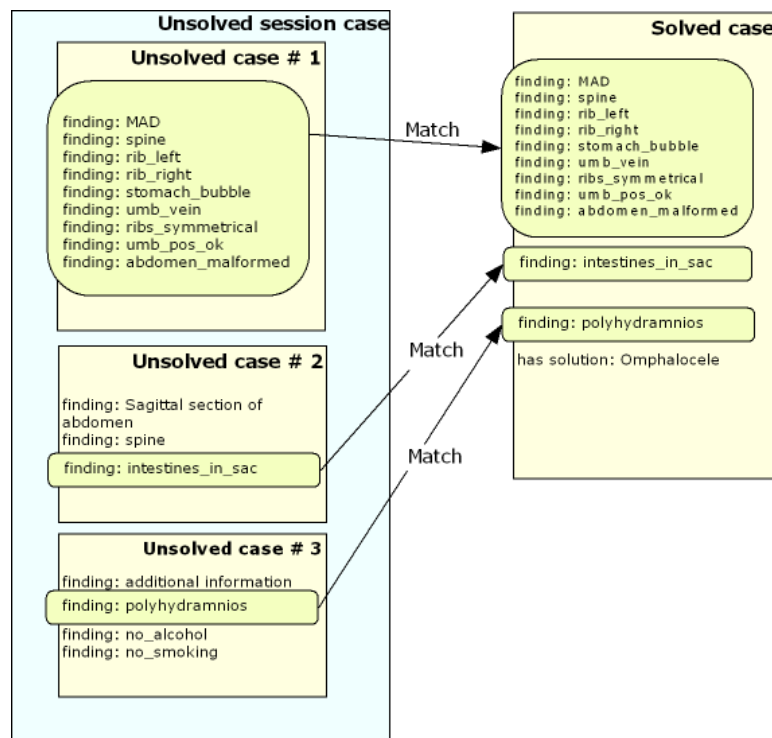 Unsolved session case
Unsolved case # 1
finding: MAD
finding: spine
finding: rib_left
finding: rib_right
finding: stomach_bubble
finding: umb_vein
finding: ribs_symmetrical
finding: umb_pos_ok
finding: abdomen_malformed
Unsolved case # 2
finding: Sagittal section of
abdomen
finding: spine
finding: intestines_in_sac
Unsolved case # 3
finding: additional information
finding: polyhydramnios
finding: no_alcohol
finding: no_smoking
Match
Match
Match
Solved case
finding: MAD
finding: spine
finding: rib_left
finding: rib_right
finding: stomach_bubble
finding: umb_vein
finding: ribs_symmetrical
finding: umb_pos_ok
finding: abdomen_malformed
finding: intestines_in_sac
finding: polyhydramnios
has solution: Omphalocele